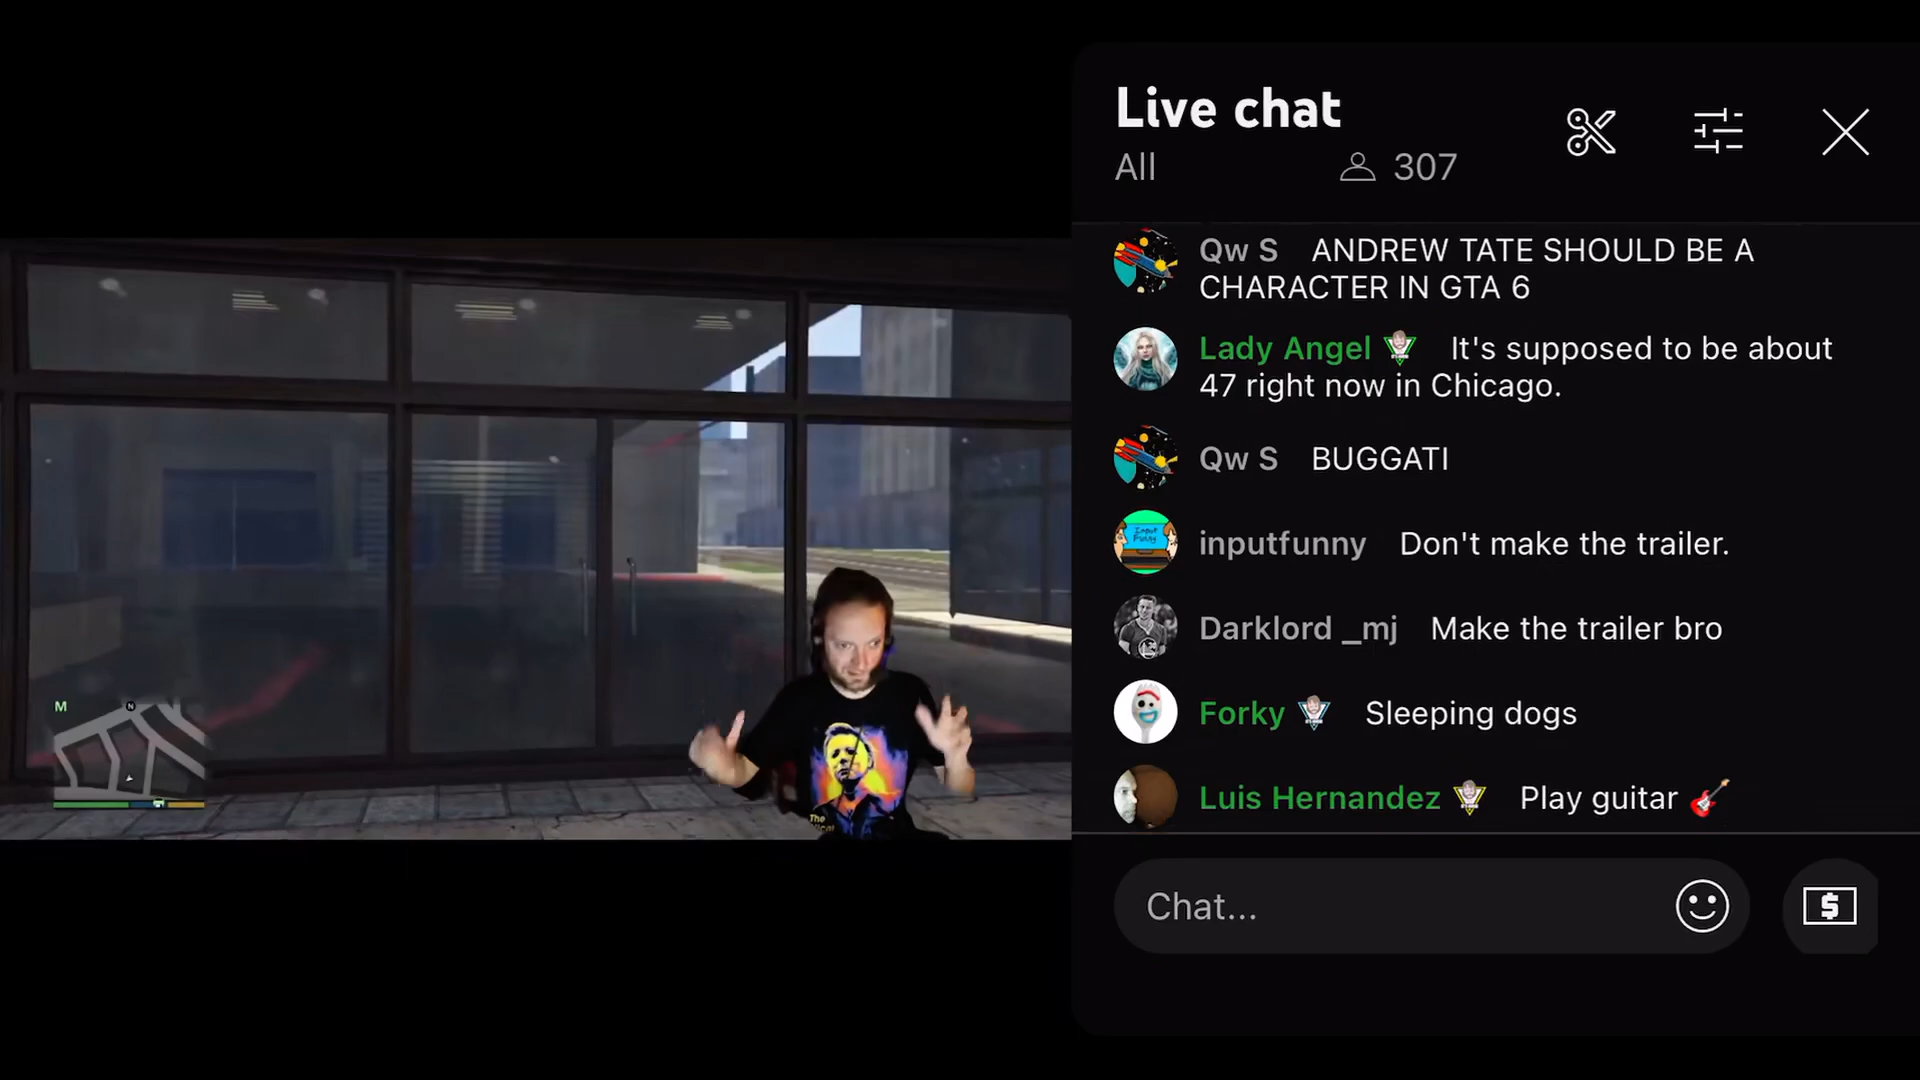 Live chat
All 307
Qw S ANDREW TATE SHOULD BE A
CHARACTER IN GTA 6
Lady Angel It's supposed to be about
47 right now in Chicago.
Qw S BUGGATI
inputfunny Don't make the trailer.
Darklord _mj Make the trailer bro
Forky Sleeping dogs
Luis Hernandez Play guitar 🎸
Chat...
$
M
N
The